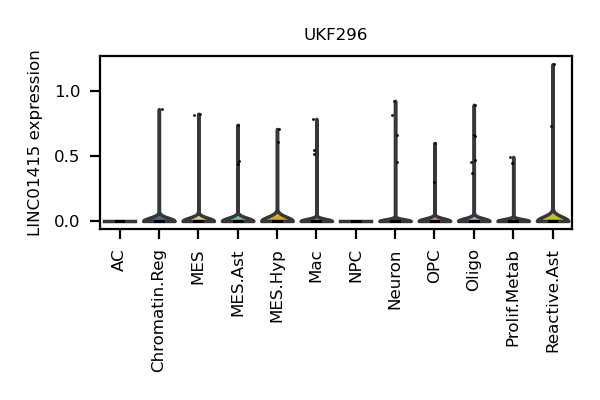 UKF296
LINC01415 expression
1.0
0.5
0.0
AC
Chromatin.Reg
MES
MES.Ast
MES.Hyp
Mac
NPC
Neuron
OPC
Oligo
Prolif.Metab
Reactive.Ast